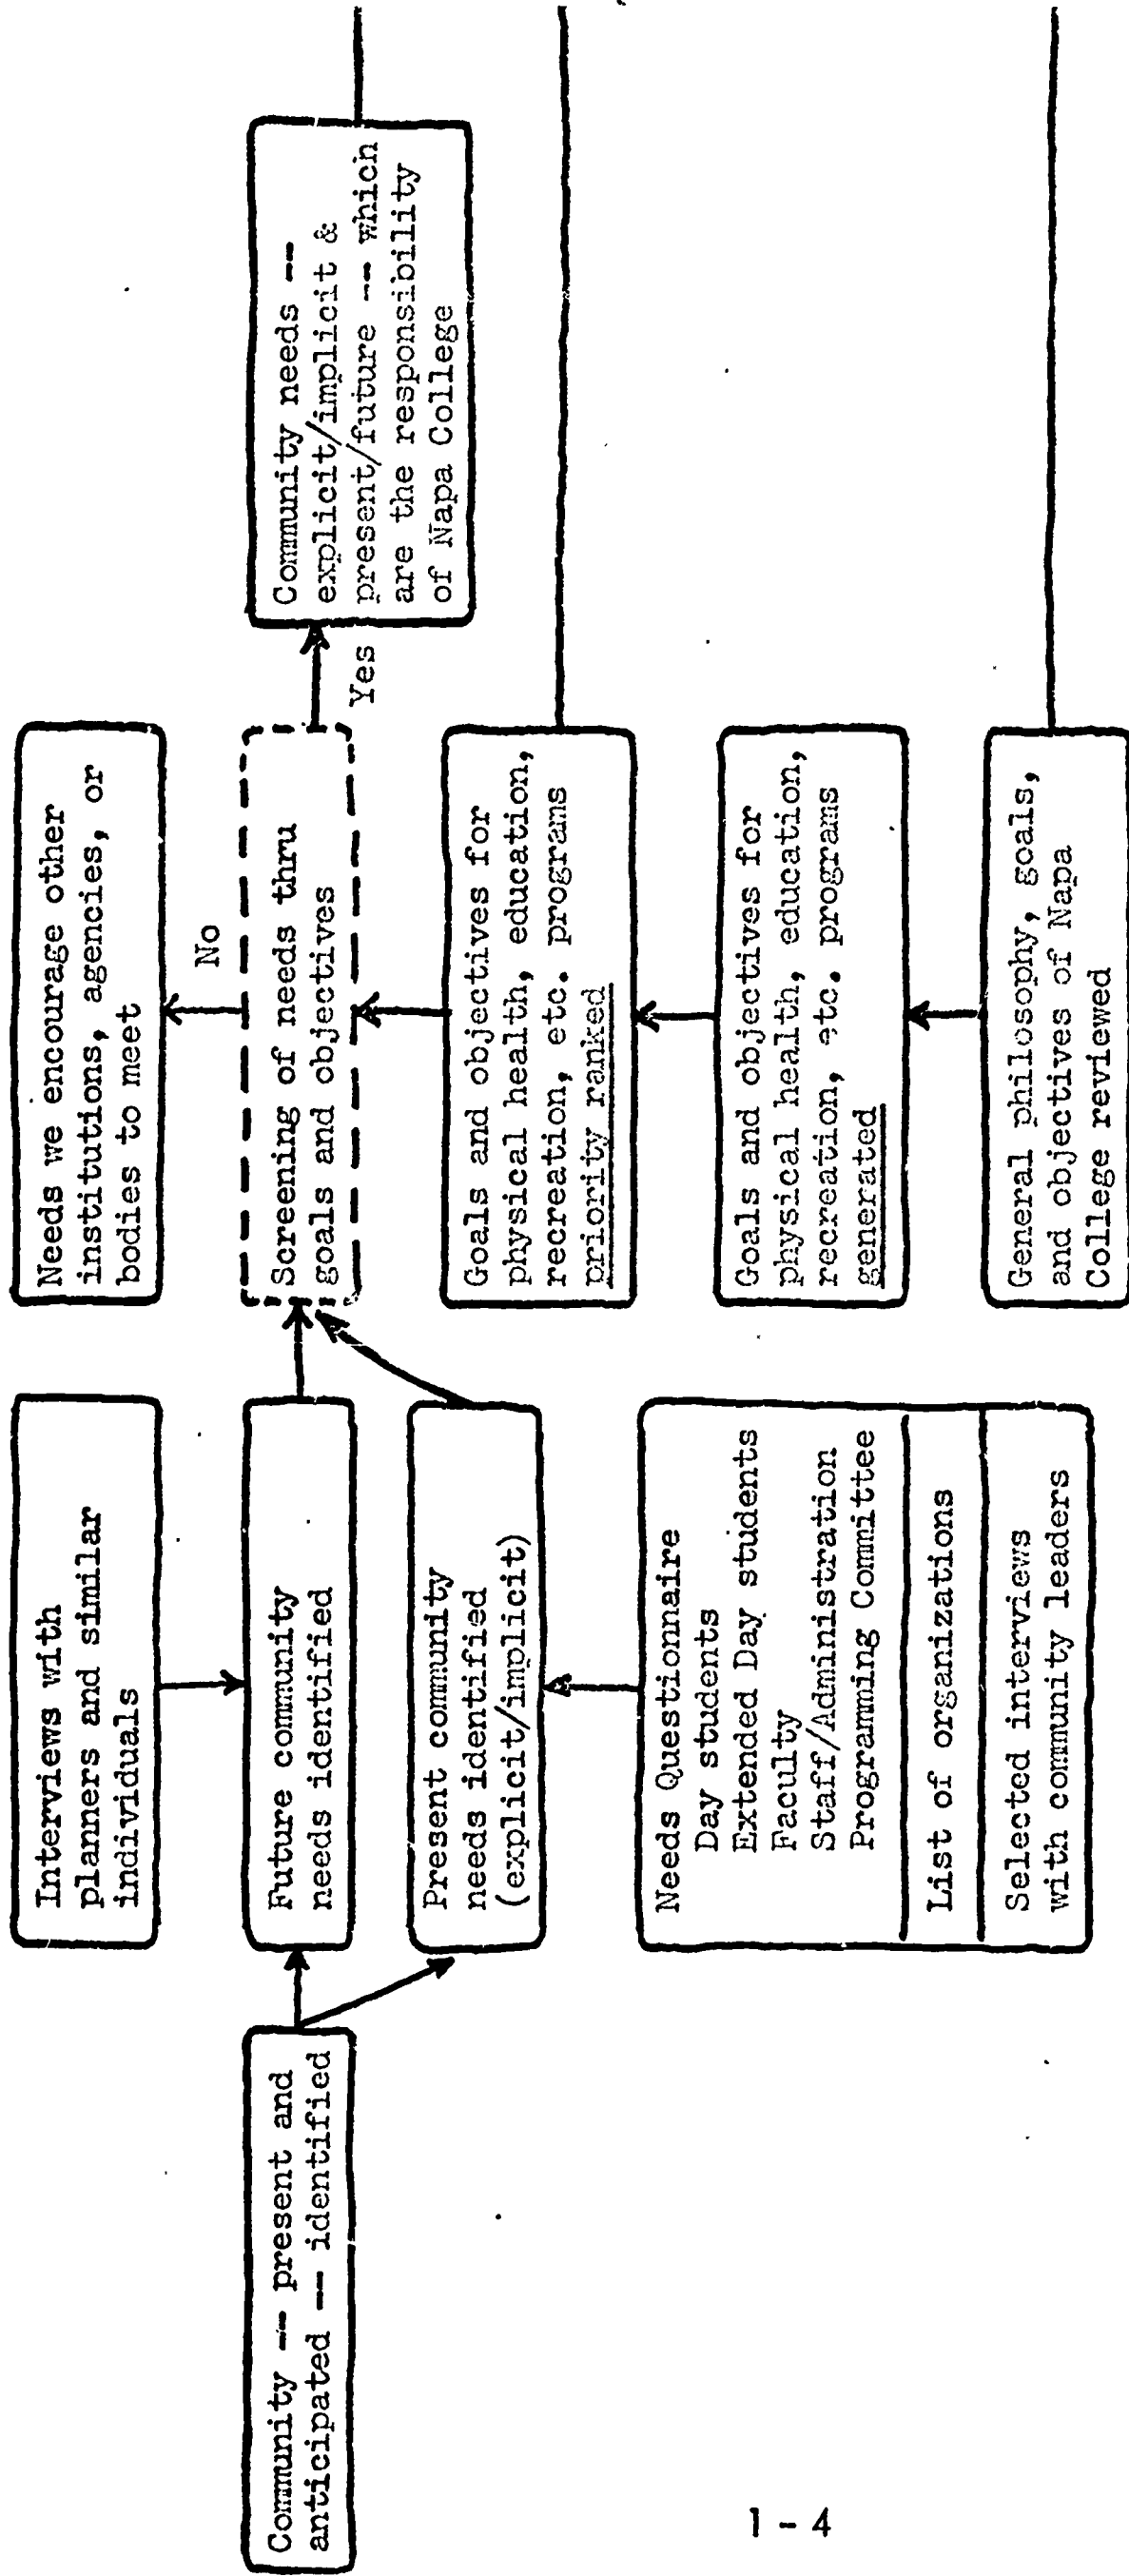 Community -- present and
anticipated -- identified
Interviews with
planners and similar
individuals
Future community
needs identified
Present community
needs identified
(explicit/implicit)
Needs Questionnaire
Day students
Extended Day students
Faculty
Staff/Administration
Programming Committee
List of organizations
Selected interviews
with community leaders
Needs we encourage other
institutions, agencies, or
bodies to meet
No
Screening of needs thru
goals and objectives
Yes
Goals and objectives for
physical health, education,
recreation, etc. programs
priority ranked
Goals and objectives for
physical health, education,
recreation, etc. programs
generated
General philosophy, goals,
and objectives of Napa
College reviewed
Community needs --
explicit/implicit &
present/future -- which
are the responsibility
of Napa College
1 - 4